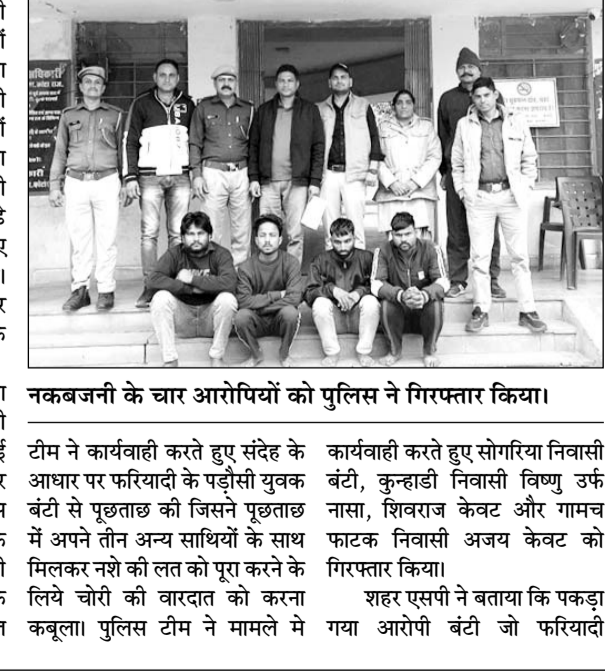 नकबजनी के चार आरोपियों को पुलिस ने गिरफ्तार किया।
टीम ने कार्यवाही करते हुए संदेह के
आधार पर फरियादी के पड़ौसी युवक
बंटी से पूछताछ की जिसने पूछताछ
में अपने तीन अन्य साथियों के साथ
मिलकर नशे की लत को पूरा करने के
लिये चोरी की वारदात को करना
कबूला। पुलिस टीम ने मामले मे
कार्यवाही करते हुए सोगरिया निवासी
बंटी, कुन्हाडी निवासी विष्णु उर्फ
नासा, शिवराज केवट और गामच
फाटक निवासी अजय केवट को
गिरफ्तार किया।
शहर एसपी ने बताया कि पकड़ा
गया आरोपी बंटी जो फरियादी